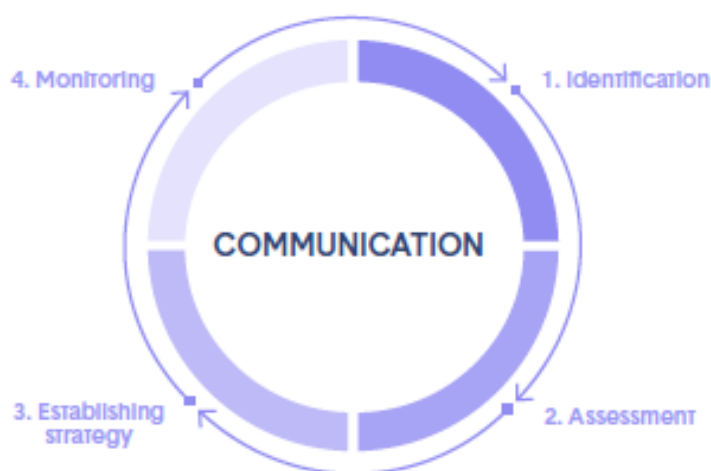 4. Monitoring
1. Identification
COMMUNICATION
3. Establishing
strategy
2. Assessment